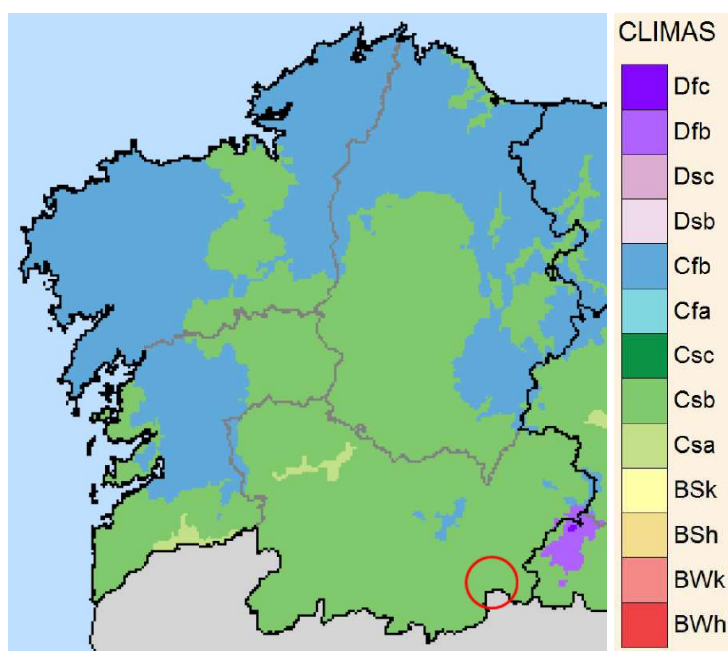 CLIMAS
Dfc
Dfb
Dsc
Dsb
Cfb
Cfa
Csc
Csb
Csa
BSk
BSh
BWk
BWh